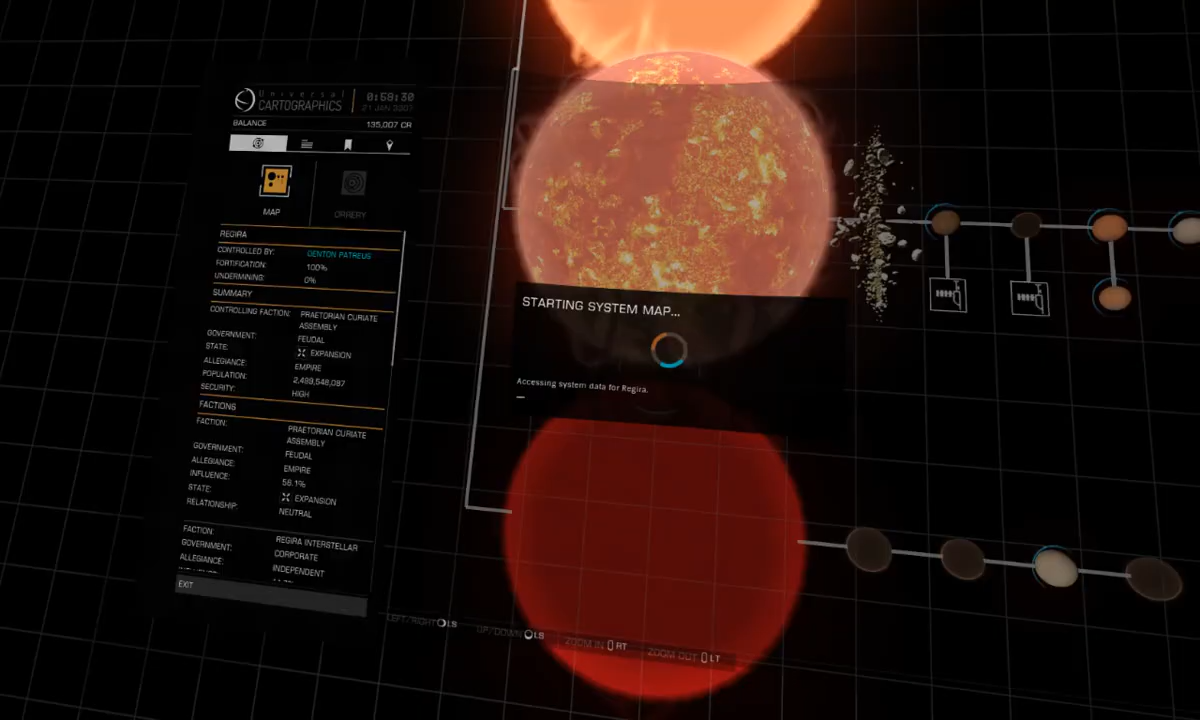 Universal
CARTOGRAPHICS
0:59:30
21 JAN 3307
BALANCE 135,007 CR
MAP ORRERY
REGIRA
CONTROLLED BY: DENTON PATREUS
FORTIFICATION: 100%
UNDERMINING: 0%
SUMMARY
CONTROLLING FACTION: PRAETORIAN CURIATE
ASSEMBLY
GOVERNMENT: FEUDAL
STATE: EXPANSION
ALLEGIANCE: EMPIRE
POPULATION: 2,489,548,097
SECURITY: HIGH
FACTIONS
FACTION: PRAETORIAN CURIATE
ASSEMBLY
GOVERNMENT: FEUDAL
ALLEGIANCE: EMPIRE
INFLUENCE: 56.1%
STATE: EXPANSION
RELATIONSHIP: NEUTRAL
FACTION: REGIRA INTERSTELLAR
GOVERNMENT: CORPORATE
ALLEGIANCE: INDEPENDENT
EXIT
STARTING SYSTEM MAP...
Accessing system data for Regira.
LEFT/RIGHT LS UP/DOWN LS ZOOM IN RT ZOOM OUT LT